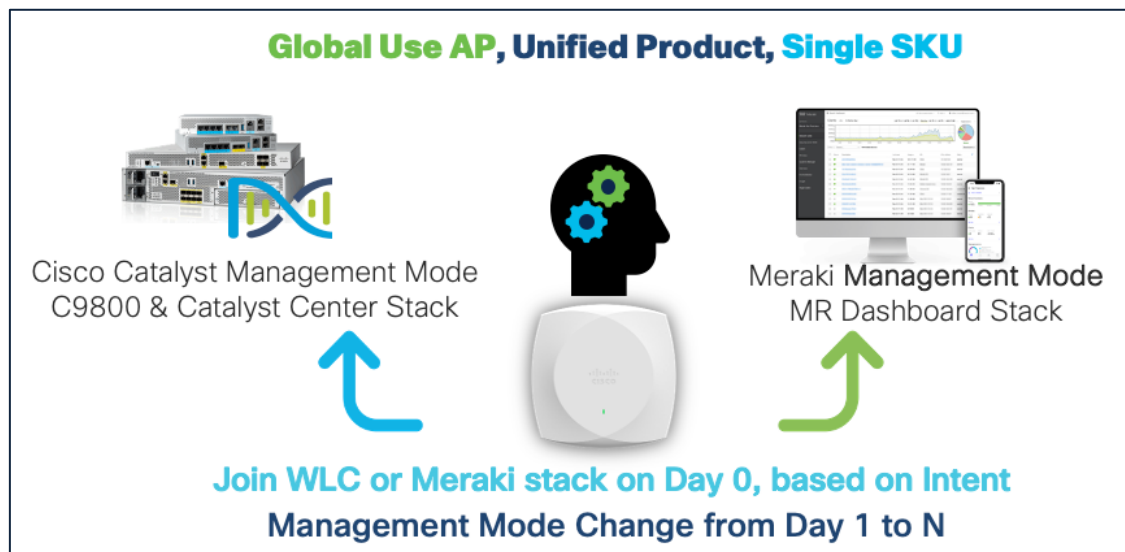 Global Use AP, Unified Product, Single SKU
Cisco Catalyst Management Mode
C9800 & Catalyst Center Stack
Meraki Management Mode
MR Dashboard Stack
CISCO
Join WLC or Meraki stack on Day 0, based on Intent
Management Mode Change from Day 1 to N